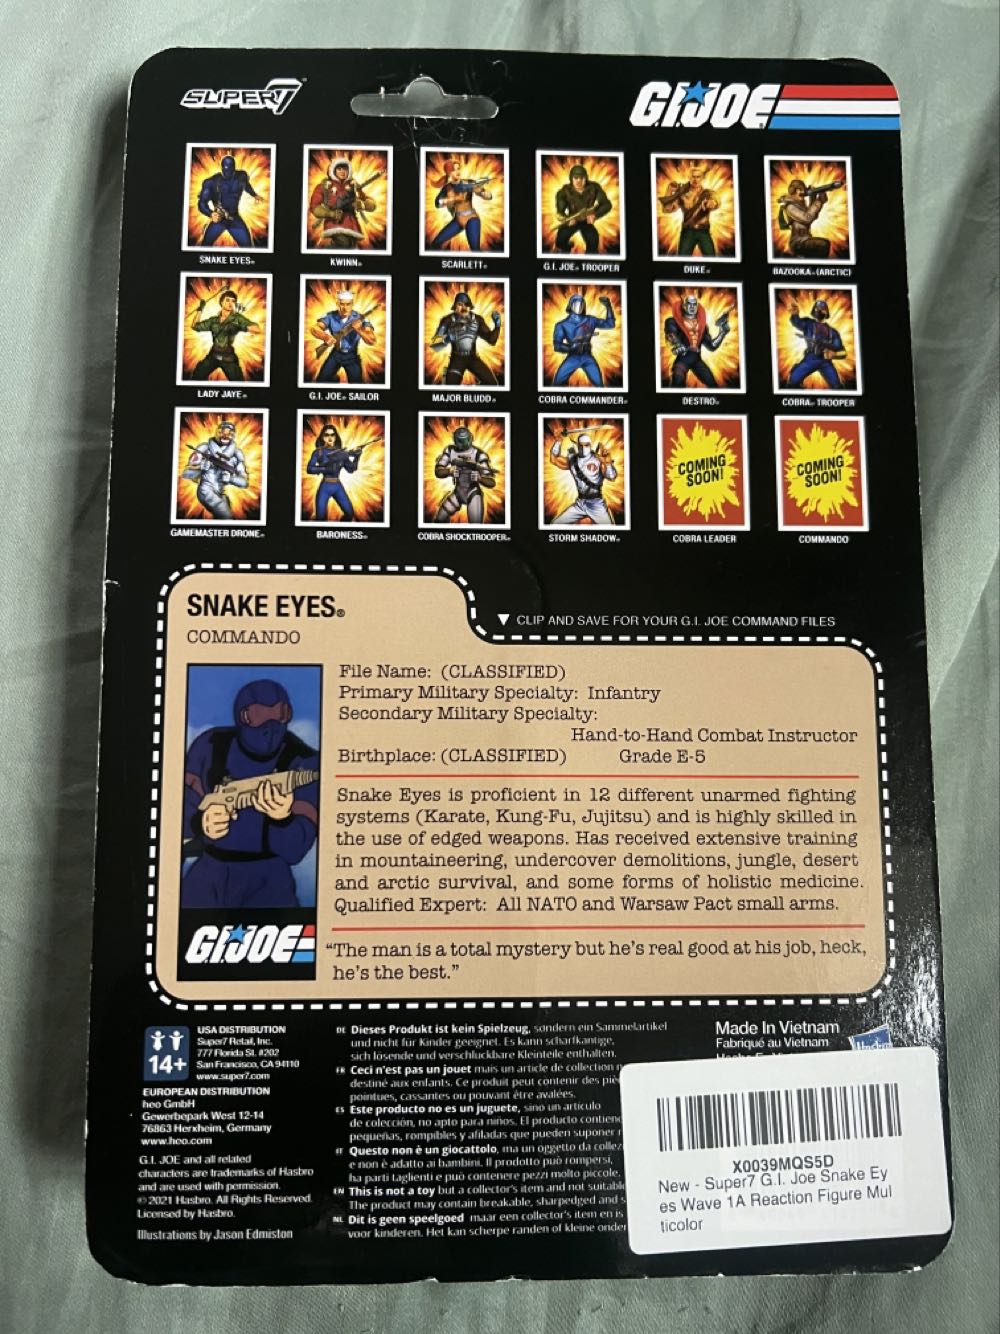 SUPER7
G.I.JOE
SNAKE EYES®
KWINN®
SCARLETT®
G.I. JOE® TROOPER
DUKE®
BAZOOKA® (ARCTIC)
LADY JAYE®
G.I. JOE® SAILOR
MAJOR BLUDD®
COBRA COMMANDER®
DESTRO®
COBRA® TROOPER
COMING
SOON!
COMING
SOON!
GAMEMASTER DRONE®
BARONESS®
COBRA SHOCKTROOPER®
STORM SHADOW®
COBRA LEADER
COMMANDO
SNAKE EYES®
COMMANDO
▼ CLIP AND SAVE FOR YOUR G.I. JOE COMMAND FILES
File Name: (CLASSIFIED)
Primary Military Specialty: Infantry
Secondary Military Specialty:
Hand-to-Hand Combat Instructor
Birthplace: (CLASSIFIED) Grade E-5
Snake Eyes is proficient in 12 different unarmed fighting
systems (Karate, Kung-Fu, Jujitsu) and is highly skilled in
the use of edged weapons. Has received extensive training
in mountaineering, undercover demolitions, jungle, desert
and arctic survival, and some forms of holistic medicine.
Qualified Expert: All NATO and Warsaw Pact small arms.
G.I.JOE
"The man is a total mystery but he's real good at his job, heck,
he's the best."
14+
USA DISTRIBUTION
Super7 Retail, Inc.
777 Florida St. #202
San Francisco, CA 94110
www.super7.com
EUROPEAN DISTRIBUTION
heo GmbH
Gewerbepark West 12-14
76863 Herxheim, Germany
www.heo.com
G.I. JOE and all related
characters are trademarks of Hasbro
and are used with permission.
© 2021 Hasbro. All Rights Reserved.
Licensed by Hasbro.
Illustrations by Jason Edmiston
DE Dieses Produkt ist kein Spielzeug, sondern ein Sammelartikel
und nicht für Kinder geeignet. Es kann scharfkantige,
sich lösende und verschluckbare Kleinteile enthalten.
FR Ceci n'est pas un jouet mais un article de collection
destiné aux enfants. Ce produit peut contenir des
pointues, cassantes ou pouvant être avalées.
ES Este producto no es un juguete, sino un artículo
de colección, no apto para niños. El producto
pequeñas, rompibles y afiladas que pueden suponer
IT Questo non è un giocattolo, ma un oggetto da
e non è adatto ai bambini. Il prodotto può rompersi,
ha parti taglienti e può contenere pezzi molto piccole.
EN This is not a toy but a collector's item and not
The product may contain breakable, sharpedged and
NL Dit is geen speelgoed maar een collector's item en is
voor kinderen. Het kan scherpe randen of kleine
Made In Vietnam
Fabriqué au Vietnam
X0039MQS5D
New - Super7 G.I. Joe Snake Ey
es Wave 1A Reaction Figure Mul
ticolor